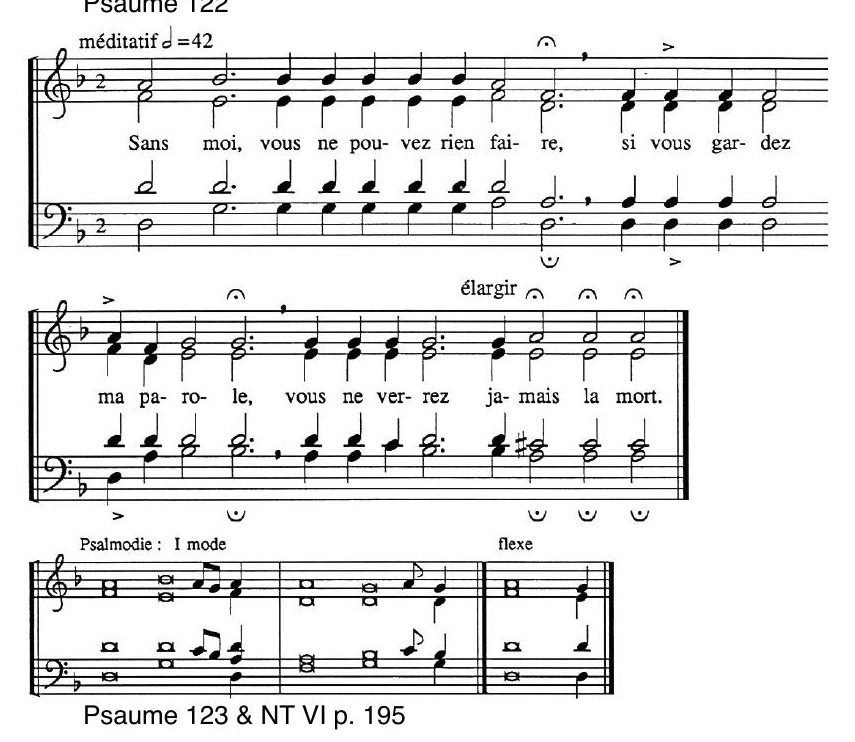 Psaume 122
méditatif 𝅗𝅥 =42
Sans moi, vous ne pou- vez rien fai- re, si vous gar- dez
élargir
ma pa- ro- le, vous ne ver- rez ja- mais la mort.
Psalmodie : I mode flexe
Psaume 123 & NT VI p. 195